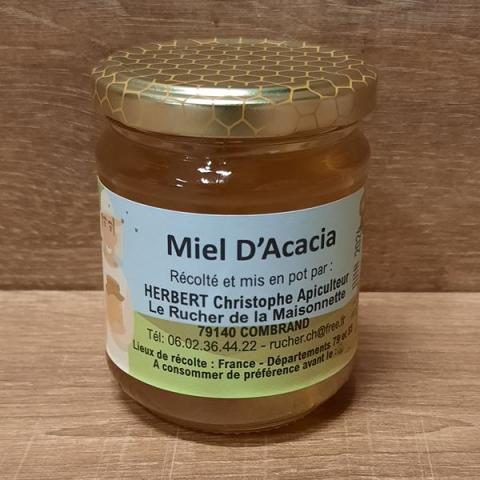 Miel D'Acacia
Récolté et mis en pot par :
HERBERT Christophe Apiculteur
Le Rucher de la Maisonnette
79140 COMBRAND
Tél: 06.02.36.44.22 - rucher.ch@free.fr
Lieux de récolte : France - Départements 79 et
A consommer de préférence avant le :